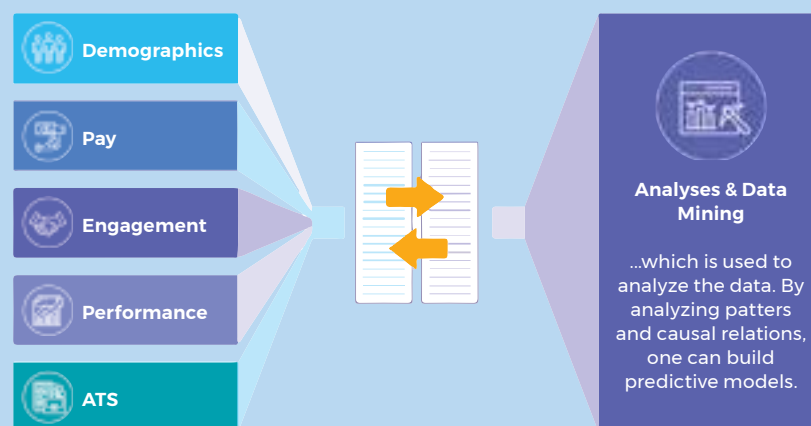 Demographics
Pay
Engagement
Performance
ATS
Analyses & Data
Mining
...which is used to
analyze the data. By
analyzing patters
and causal relations,
one can build
predictive models.